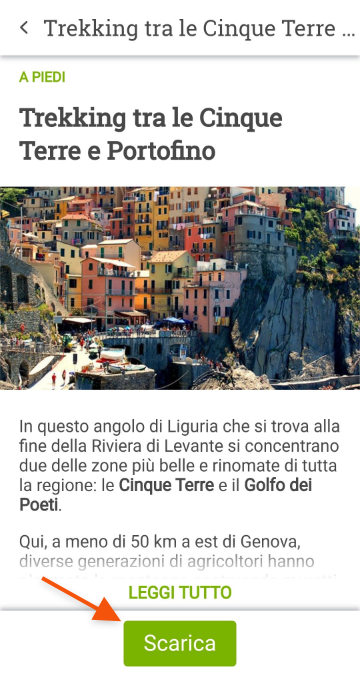 Trekking tra le Cinque Terre ...
A PIEDI
Trekking tra le Cinque
Terre e Portofino
In questo angolo di Liguria che si trova alla
fine della Riviera di Levante si concentrano
due delle zone più belle e rinomate di tutta
la regione: le Cinque Terre e il Golfo dei
Poeti.
Qui, a meno di 50 km a est di Genova,
diverse generazioni di agricoltori hanno
LEGGI TUTTO
Scarica